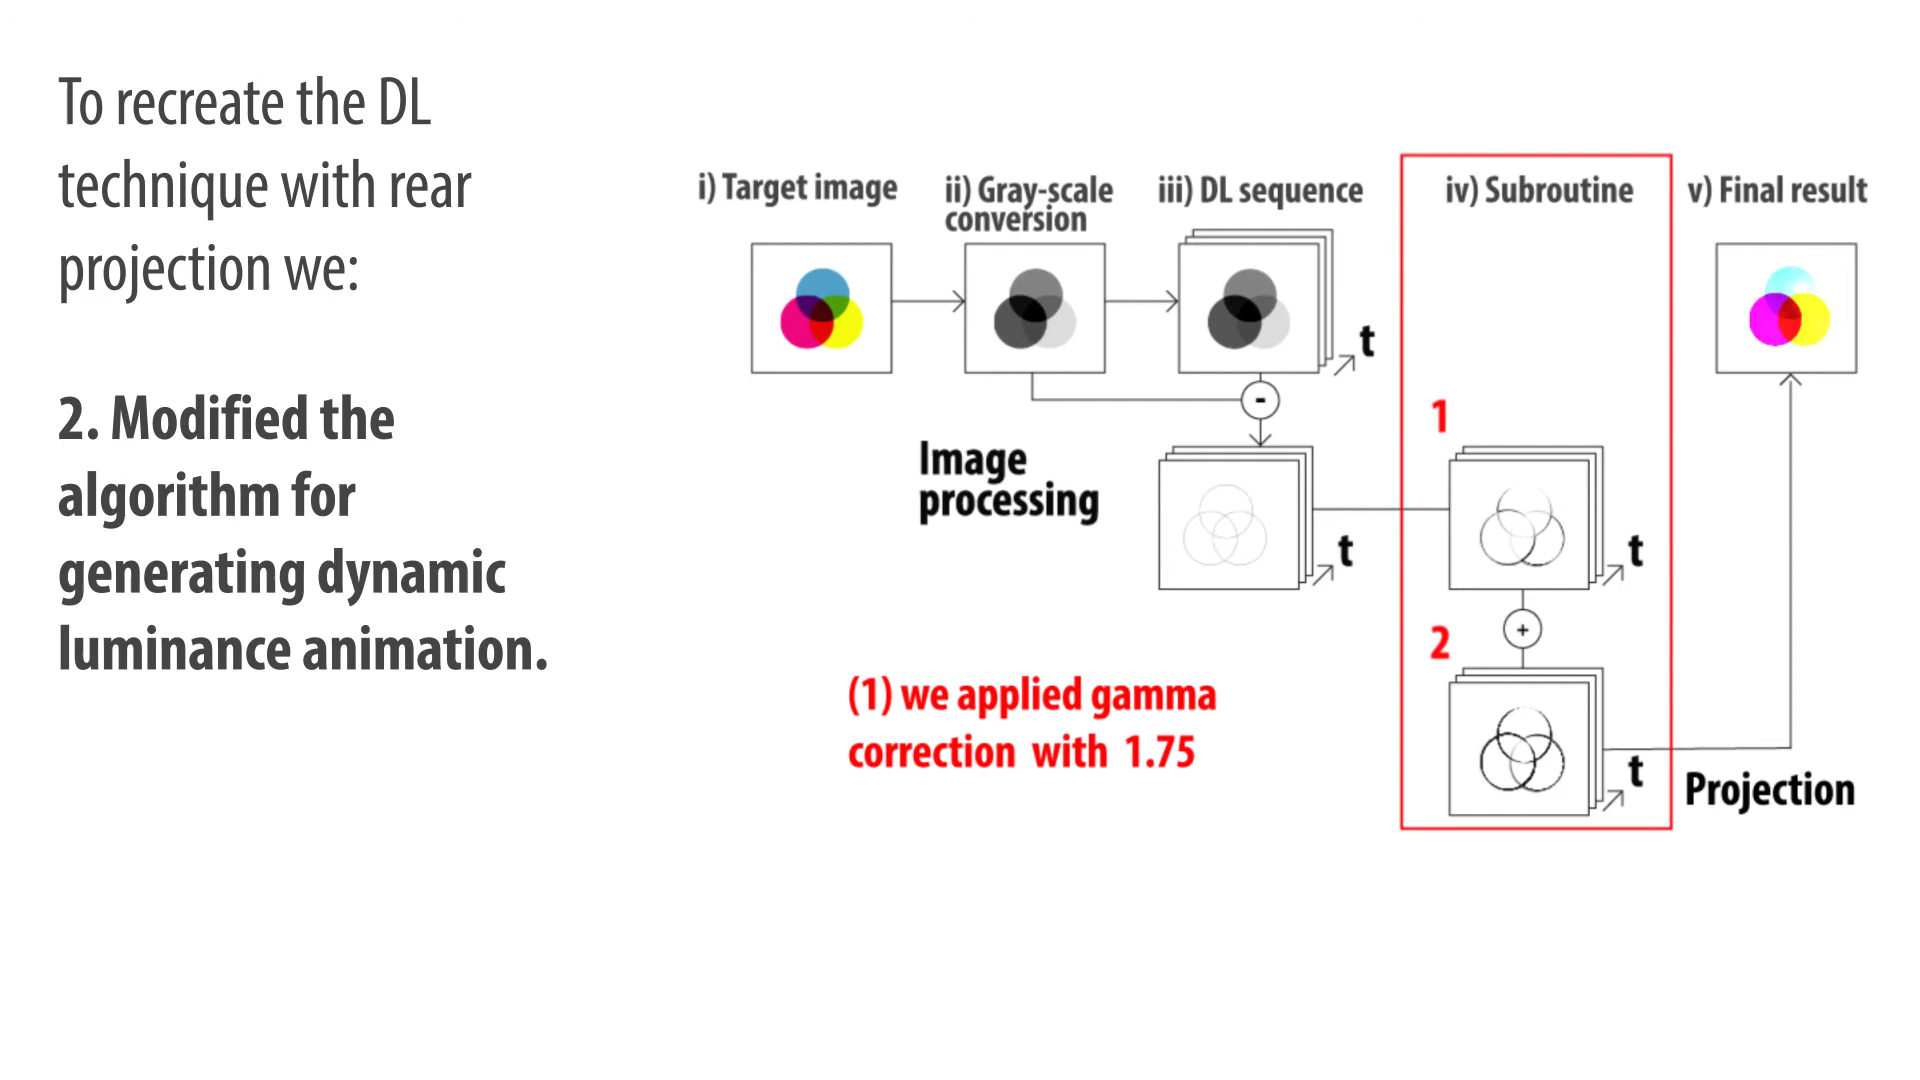 To recreate the DL
technique with rear
projection we:
2. Modified the
algorithm for
generating dynamic
luminance animation.
i) Target image
ii) Gray-scale
conversion
iii) DL sequence
iv) Subroutine
v) Final result
t
-
1
Image
processing
t
t
+
2
(1) we applied gamma
correction with 1.75
t
Projection